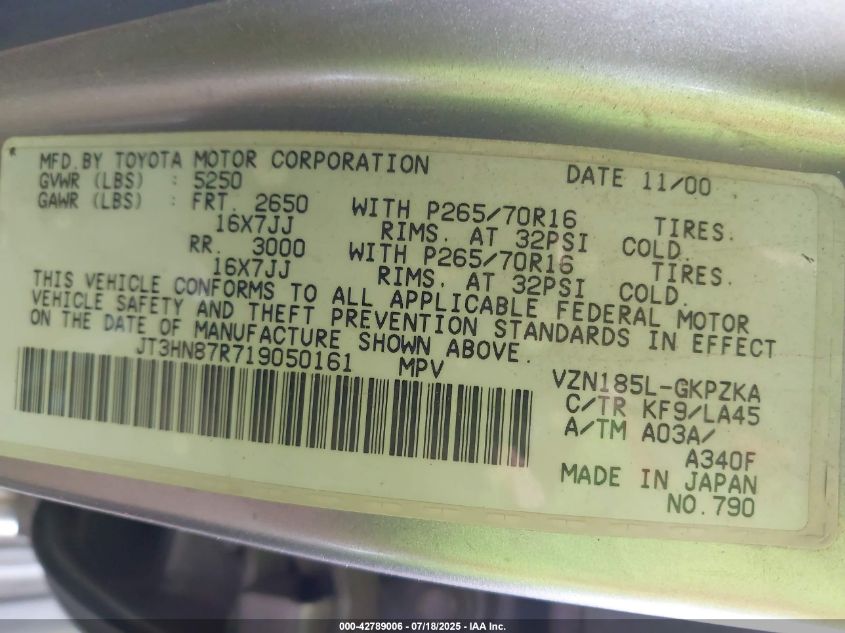 MFD.BY TOYOTA MOTOR CORPORATION DATE 11/00
GVWR (LBS) : 5250
GAWR (LBS) : FRT. 2650 WITH P265/70R16 TIRES.
16X7JJ RIMS. AT 32PSI COLD.
RR. 3000 WITH P265/70R16 TIRES.
16X7JJ RIMS. AT 32PSI COLD.
THIS VEHICLE CONFORMS TO ALL APPLICABLE FEDERAL MOTOR
VEHICLE SAFETY AND THEFT PREVENTION STANDARDS IN EFFECT
ON THE DATE OF MANUFACTURE SHOWN ABOVE.
JT3HN87R719050161 MPV
VZN185L-GKPZKA
C/TR KF9/LA45
A/TM A03A/
A340F
MADE IN JAPAN
NO.790
000-42789006 / 07/18/2025 - IAA Inc.